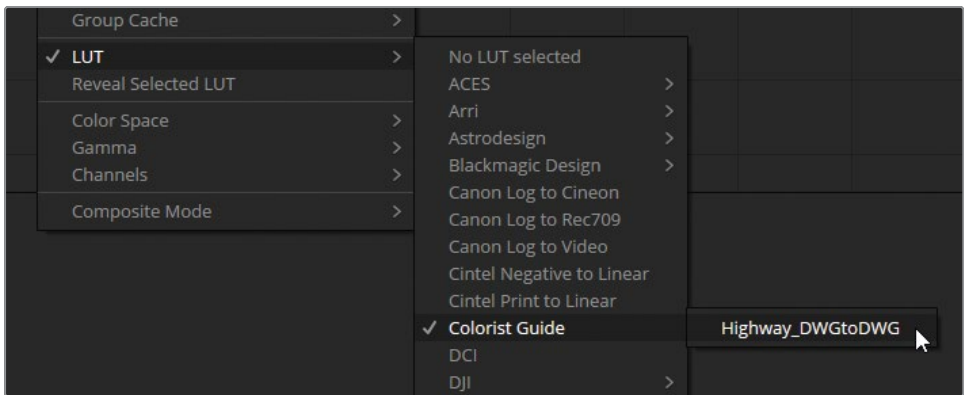 Group Cache
LUT
Reveal Selected LUT
Color Space
Gamma
Channels
Composite Mode
No LUT selected
ACES
Arri
Astrodesign
Blackmagic Design
Canon Log to Cineon
Canon Log to Rec709
Canon Log to Video
Cintel Negative to Linear
Cintel Print to Linear
Colorist Guide
DCI
DJI
Highway_DWGtoDWG